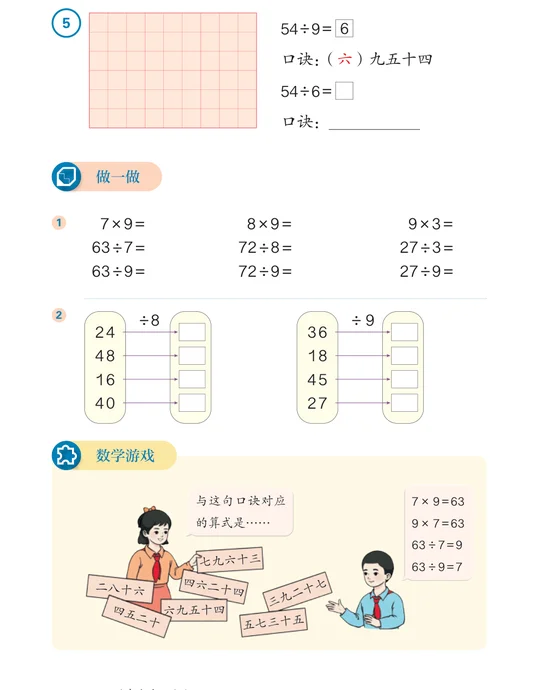 5
54÷9=6
口诀:(六)九五十四
54÷6=
口诀:
做一做
1
7×9= 8×9= 9×3=
63÷7= 72÷8= 27÷3=
63÷9= 72÷9= 27÷9=
2
÷8 ÷9
24 36
48 18
16 45
40 27
数学游戏
与这句口诀对应
的算式是……
7×9=63
9×7=63
63÷7=9
63÷9=7
七九六十三
二八十六
四六二十四
三九二十七
四五二十
六九五十四
五七三十五